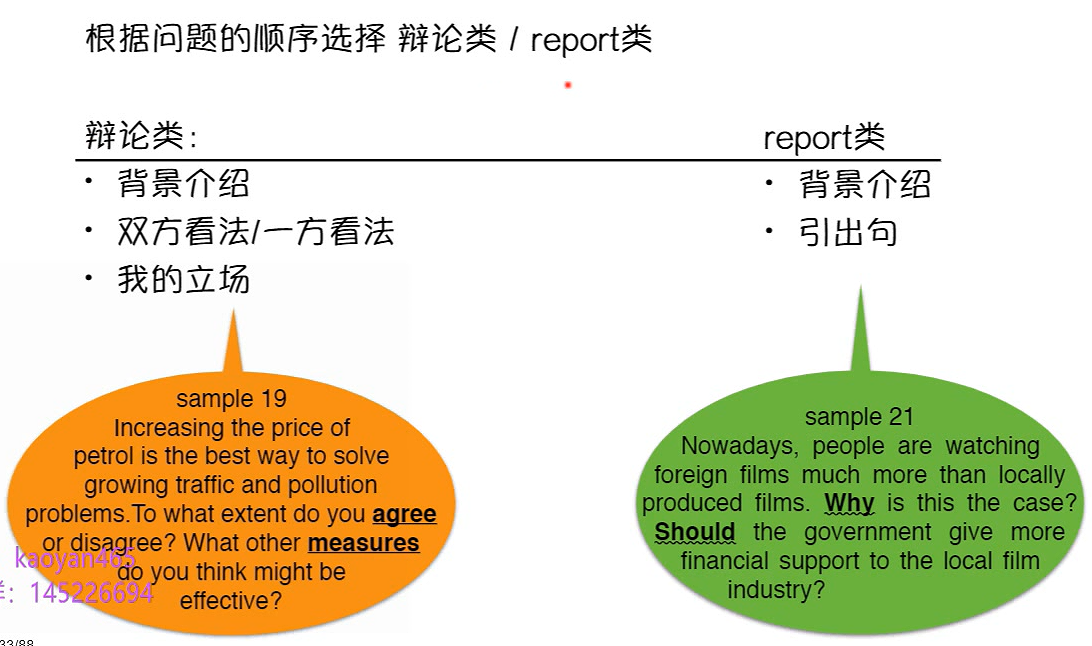 根据问题的顺序选择 辩论类 / report类
辩论类：
• 背景介绍
• 双方看法/一方看法
• 我的立场
report类
• 背景介绍
• 引出句
sample 19
Increasing the price of
petrol is the best way to solve
growing traffic and pollution
problems.To what extent do you agree
or disagree? What other measures
do you think might be
effective?
sample 21
Nowadays, people are watching
foreign films much more than locally
produced films. Why is this the case?
Should the government give more
financial support to the local film
industry?
kaoyan465
群：145226694
33/88